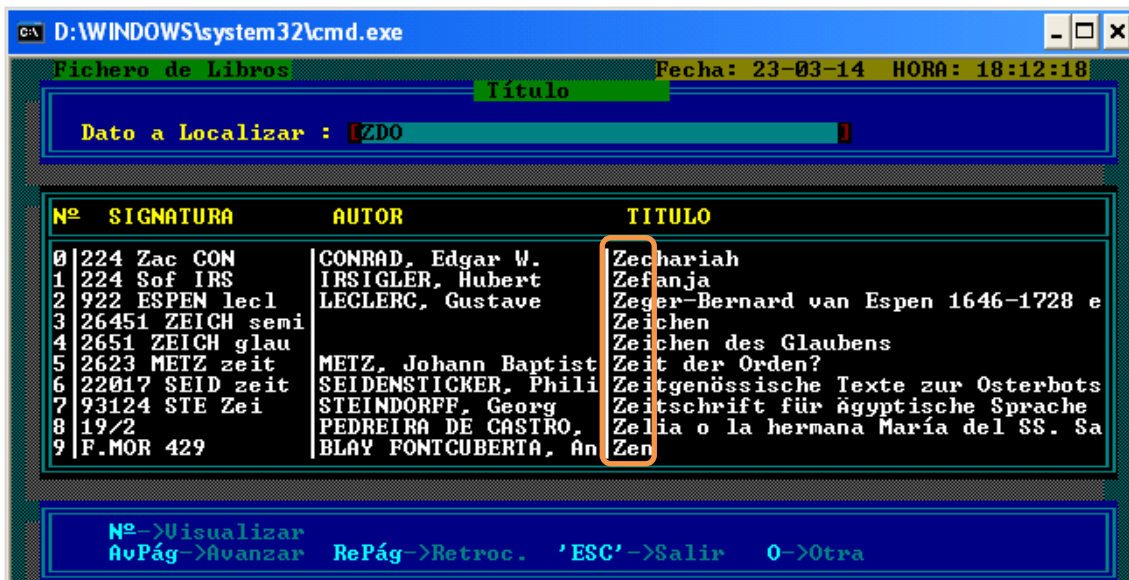 D:\WINDOWS\system32\cmd.exe
Fichero de Libros Fecha: 23-03-14 HORA: 18:12:18
Título
Dato a Localizar : [ZDO ]
Nº SIGNATURA AUTOR TITULO
0|224 Zac CON |CONRAD, Edgar W. |Zechariah
1|224 Sof IRS |IRSIGLER, Hubert |Zefanja
2|922 ESPEN lecl |LECLERC, Gustave |Zeger-Bernard van Espen 1646-1728 e
3|26451 ZEICH semi| |Zeichen
4|2651 ZEICH glau | |Zeichen des Glaubens
5|2623 METZ zeit |METZ, Johann Baptist|Zeit der Orden?
6|22017 SEID zeit |SEIDENSTICKER, Phili|Zeitgenössische Texte zur Osterbots
7|93124 STE Zei |STEINDORFF, Georg |Zeitschrift für Ägyptische Sprache
8|19/2 |PEDREIRA DE CASTRO, |Zelia o la hermana María del SS. Sa
9|F.MOR 429 |BLAY FONTCUBERTA, An|Zen
Nº->Visualizar
AvPág->Avanzar RePág->Retroc. 'ESC'->Salir O->Otra